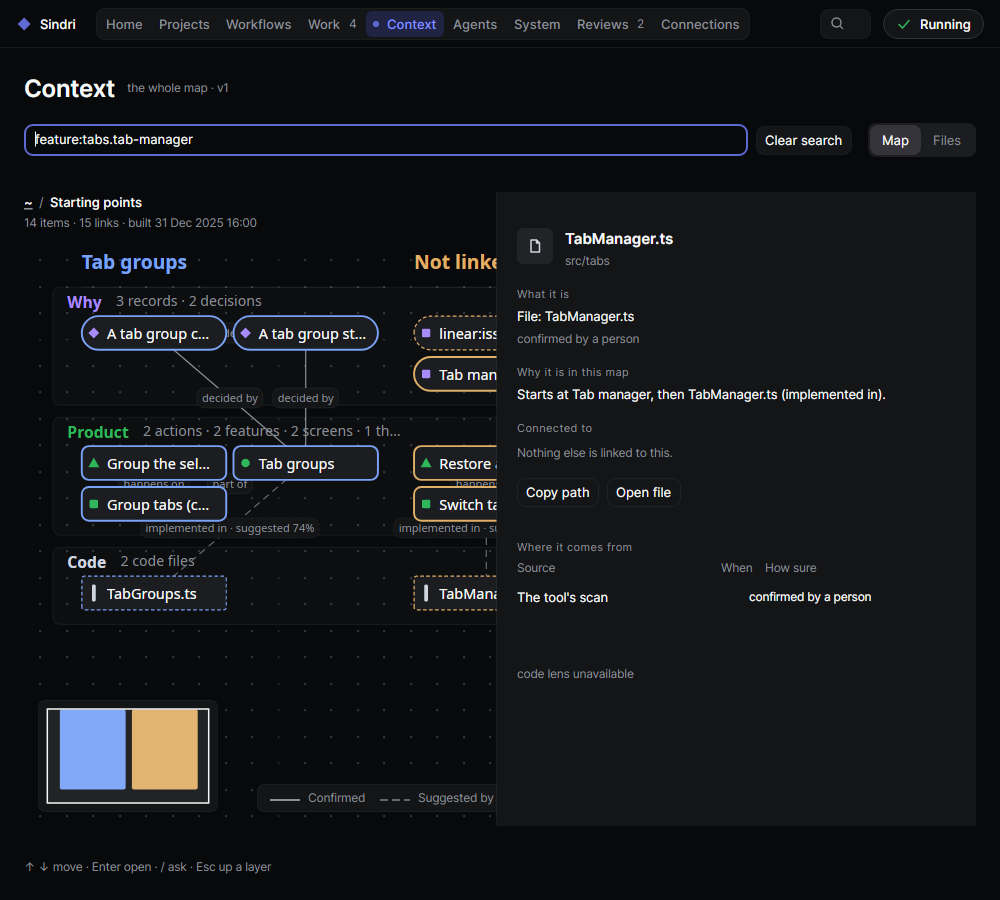 Sindri
Home Projects Workflows Work 4 Context Agents System Reviews 2 Connections
Running
Context the whole map · v1
feature:tabs.tab-manager
Clear search
Map Files
~ / Starting points
14 items · 15 links · built 31 Dec 2025 16:00
Tab groups
Not linke
Why 3 records · 2 decisions
A tab group c... A tab group st... linear:iss
Tab man
decided by decided by
Product 2 actions · 2 features · 2 screens · 1 th...
Group the sel... Tab groups Restore
happens on part of happens
Group tabs (c... Switch ta
implemented in · suggested 74% implemented in · su
Code 2 code files
TabGroups.ts TabMana
Confirmed Suggested by
TabManager.ts
src/tabs
What it is
File: TabManager.ts
confirmed by a person
Why it is in this map
Starts at Tab manager, then TabManager.ts (implemented in).
Connected to
Nothing else is linked to this.
Copy path Open file
Where it comes from
Source When How sure
The tool's scan confirmed by a person
code lens unavailable
↑ ↓ move · Enter open · / ask · Esc up a layer